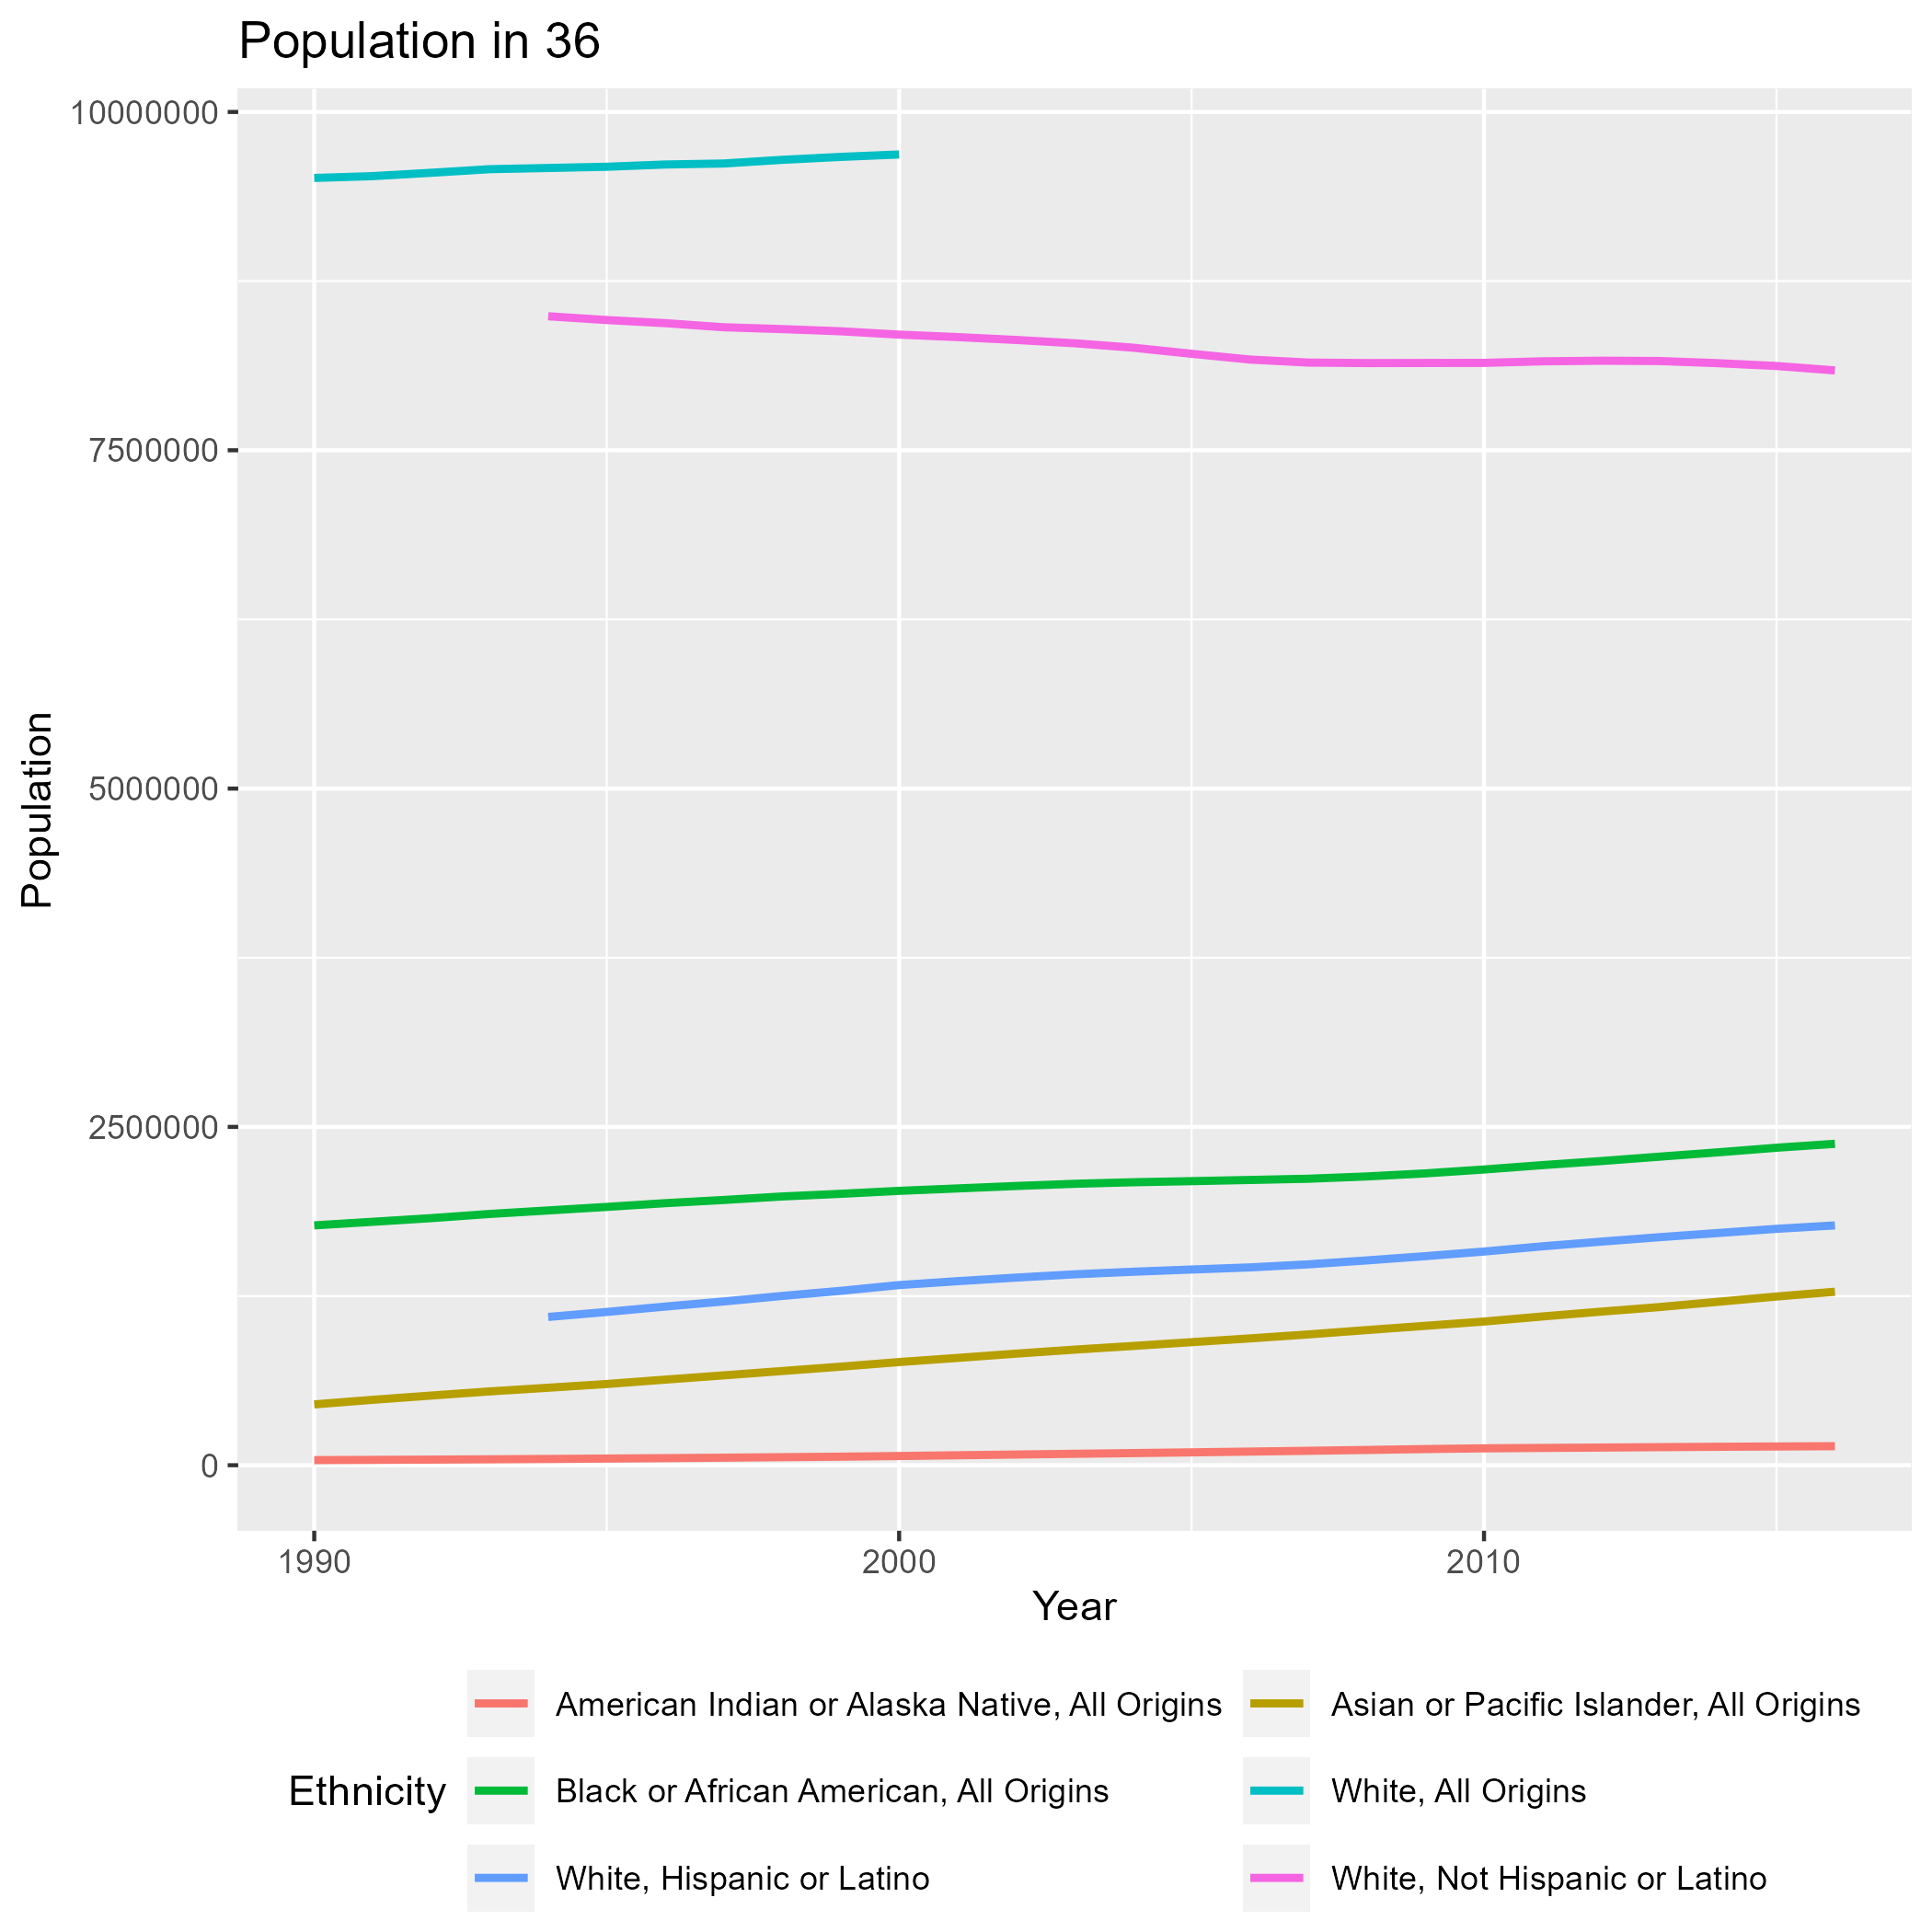 Population in 36
10000000
7500000
5000000
2500000
0
Population
1990
2000
2010
Year
Ethnicity
American Indian or Alaska Native, All Origins
Asian or Pacific Islander, All Origins
Black or African American, All Origins
White, All Origins
White, Hispanic or Latino
White, Not Hispanic or Latino